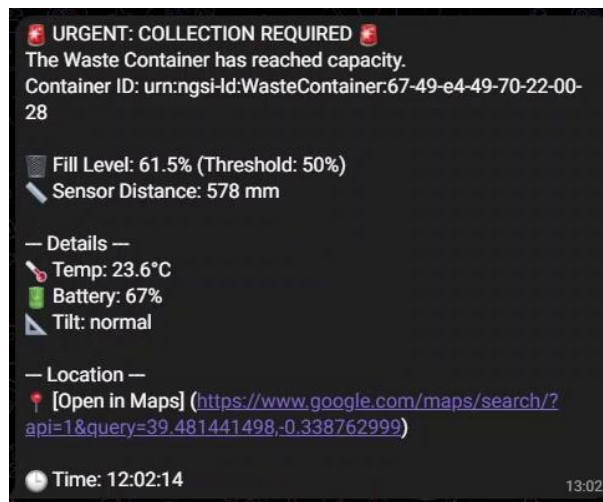 🚨 URGENT: COLLECTION REQUIRED 🚨
The Waste Container has reached capacity.
Container ID: urn:ngsi-ld:WasteContainer:67-49-e4-49-70-22-00-
28
🗑️ Fill Level: 61.5% (Threshold: 50%)
📏 Sensor Distance: 578 mm
— Details —
🌡️ Temp: 23.6°C
🔋 Battery: 67%
📐 Tilt: normal
— Location —
📍 [Open in Maps] (https://www.google.com/maps/search/?
api=1&query=39.481441498,-0.338762999)
🕒 Time: 12:02:14
13:02